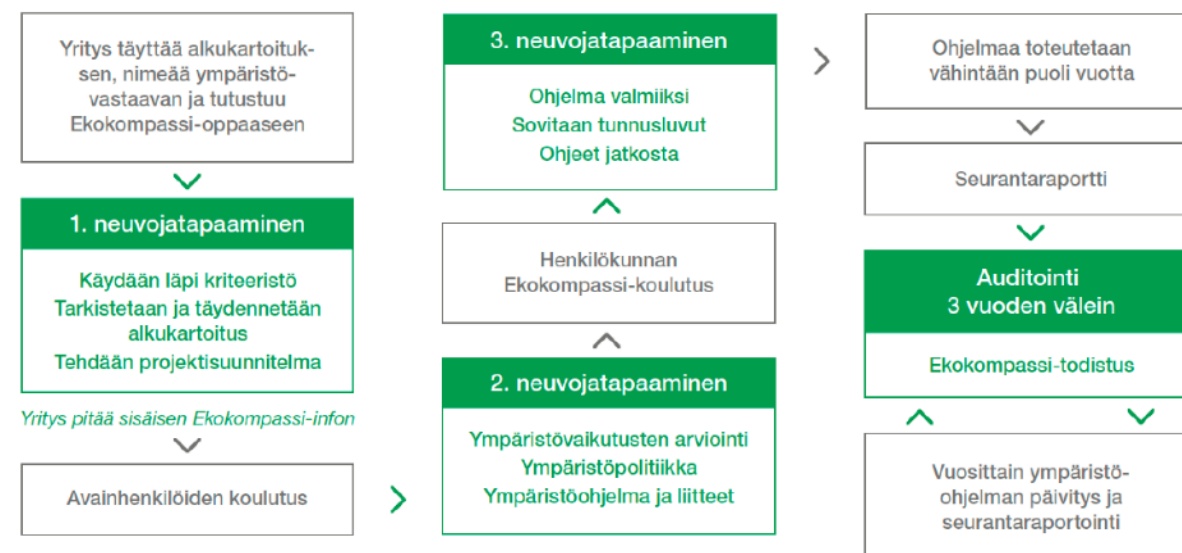 Yritys täyttää alkukartoituk-
sen, nimeää ympäristö-
vastaavan ja tutustuu
Ekokompassi-oppaaseen
1. neuvojatapaaminen
Käydään läpi kriteeristö
Tarkistetaan ja täydennetään
alkukartoitus
Tehdään projektisuunnitelma
Yritys pitää sisäisen Ekokompassi-infon
Avainhenkilöiden koulutus
2. neuvojatapaaminen
Ympäristövaikutusten arviointi
Ympäristöpolitiikka
Ympäristöohjelma ja liitteet
Henkilökunnan
Ekokompassi-koulutus
3. neuvojatapaaminen
Ohjelma valmiiksi
Sovitaan tunnusluvut
Ohjeet jatkosta
Ohjelmaa toteutetaan
vähintään puoli vuotta
Seurantaraportti
Auditointi
3 vuoden välein
Ekokompassi-todistus
Vuosittain ympäristö-
ohjelman päivitys ja
seurantaraportointi